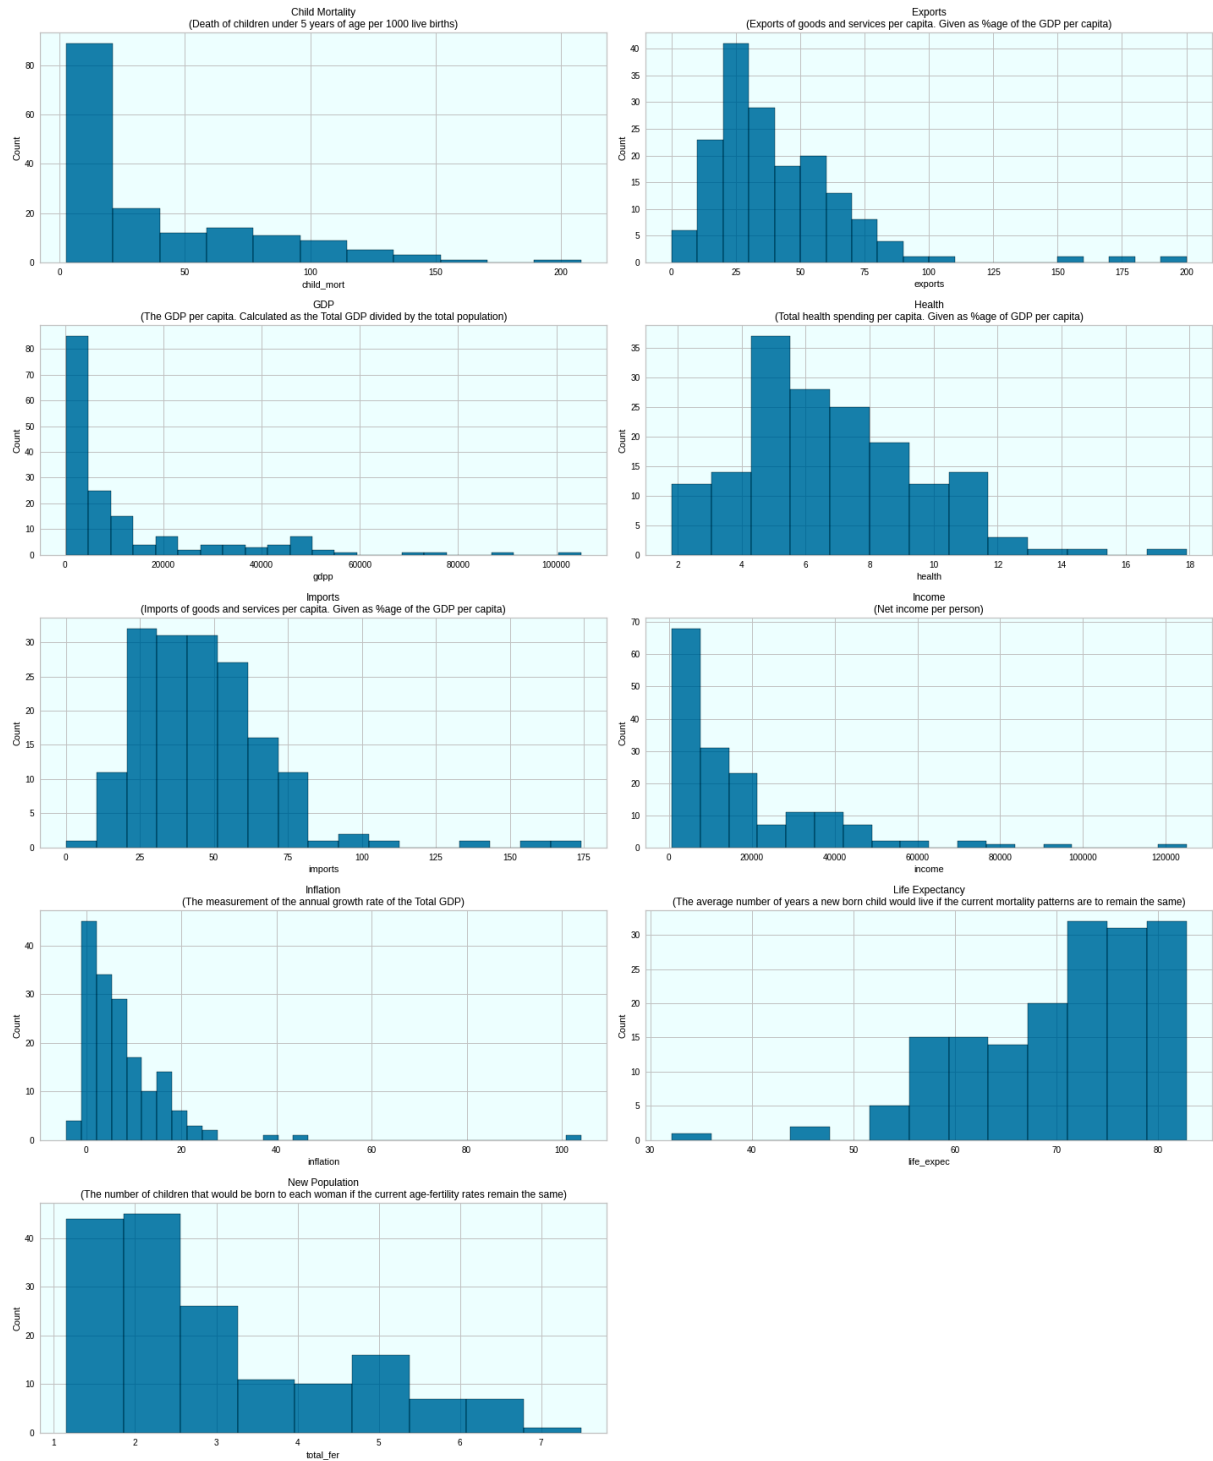 Child Mortality
(Death of children under 5 years of age per 1000 live births)
80
60
40
20
0
Count
0 50 100 150 200
child_mort
Exports
(Exports of goods and services per capita. Given as %age of the GDP per capita)
40
35
30
25
20
15
10
5
0
Count
0 25 50 75 100 125 150 175 200
exports
GDP
(The GDP per capita. Calculated as the Total GDP divided by the total population)
80
70
60
50
40
30
20
10
0
Count
0 20000 40000 60000 80000 100000
gdpp
Health
(Total health spending per capita. Given as %age of GDP per capita)
35
30
25
20
15
10
5
0
Count
2 4 6 8 10 12 14 16 18
health
Imports
(Imports of goods and services per capita. Given as %age of the GDP per capita)
30
25
20
15
10
5
0
Count
0 25 50 75 100 125 150 175
imports
Income
(Net income per person)
70
60
50
40
30
20
10
0
Count
0 20000 40000 60000 80000 100000 120000
income
Inflation
(The measurement of the annual growth rate of the Total GDP)
40
30
20
10
0
Count
0 20 40 60 80 100
inflation
Life Expectancy
(The average number of years a new born child would live if the current mortality patterns are to remain the same)
30
25
20
15
10
5
0
Count
30 40 50 60 70 80
life_expec
New Population
(The number of children that would be born to each woman if the current age-fertility rates remain the same)
40
30
20
10
0
Count
1 2 3 4 5 6 7
total_fer